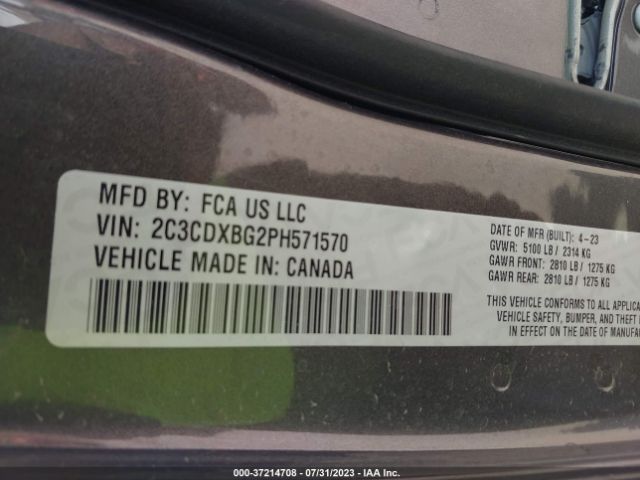 MFD BY: FCA US LLC
VIN: 2C3CDXBG2PH571570
VEHICLE MADE IN: CANADA
DATE OF MFR (BUILT): 4-23
GVWR: 5100 LB / 2314 KG
GAWR FRONT: 2810 LB / 1275 KG
GAWR REAR: 2810 LB / 1275 KG
THIS VEHICLE CONFORMS TO ALL
VEHICLE SAFETY, BUMPER, AND THEFT
IN EFFECT ON THE DATE OF
000-37214708 - 07/31/2023 - IAA Inc.